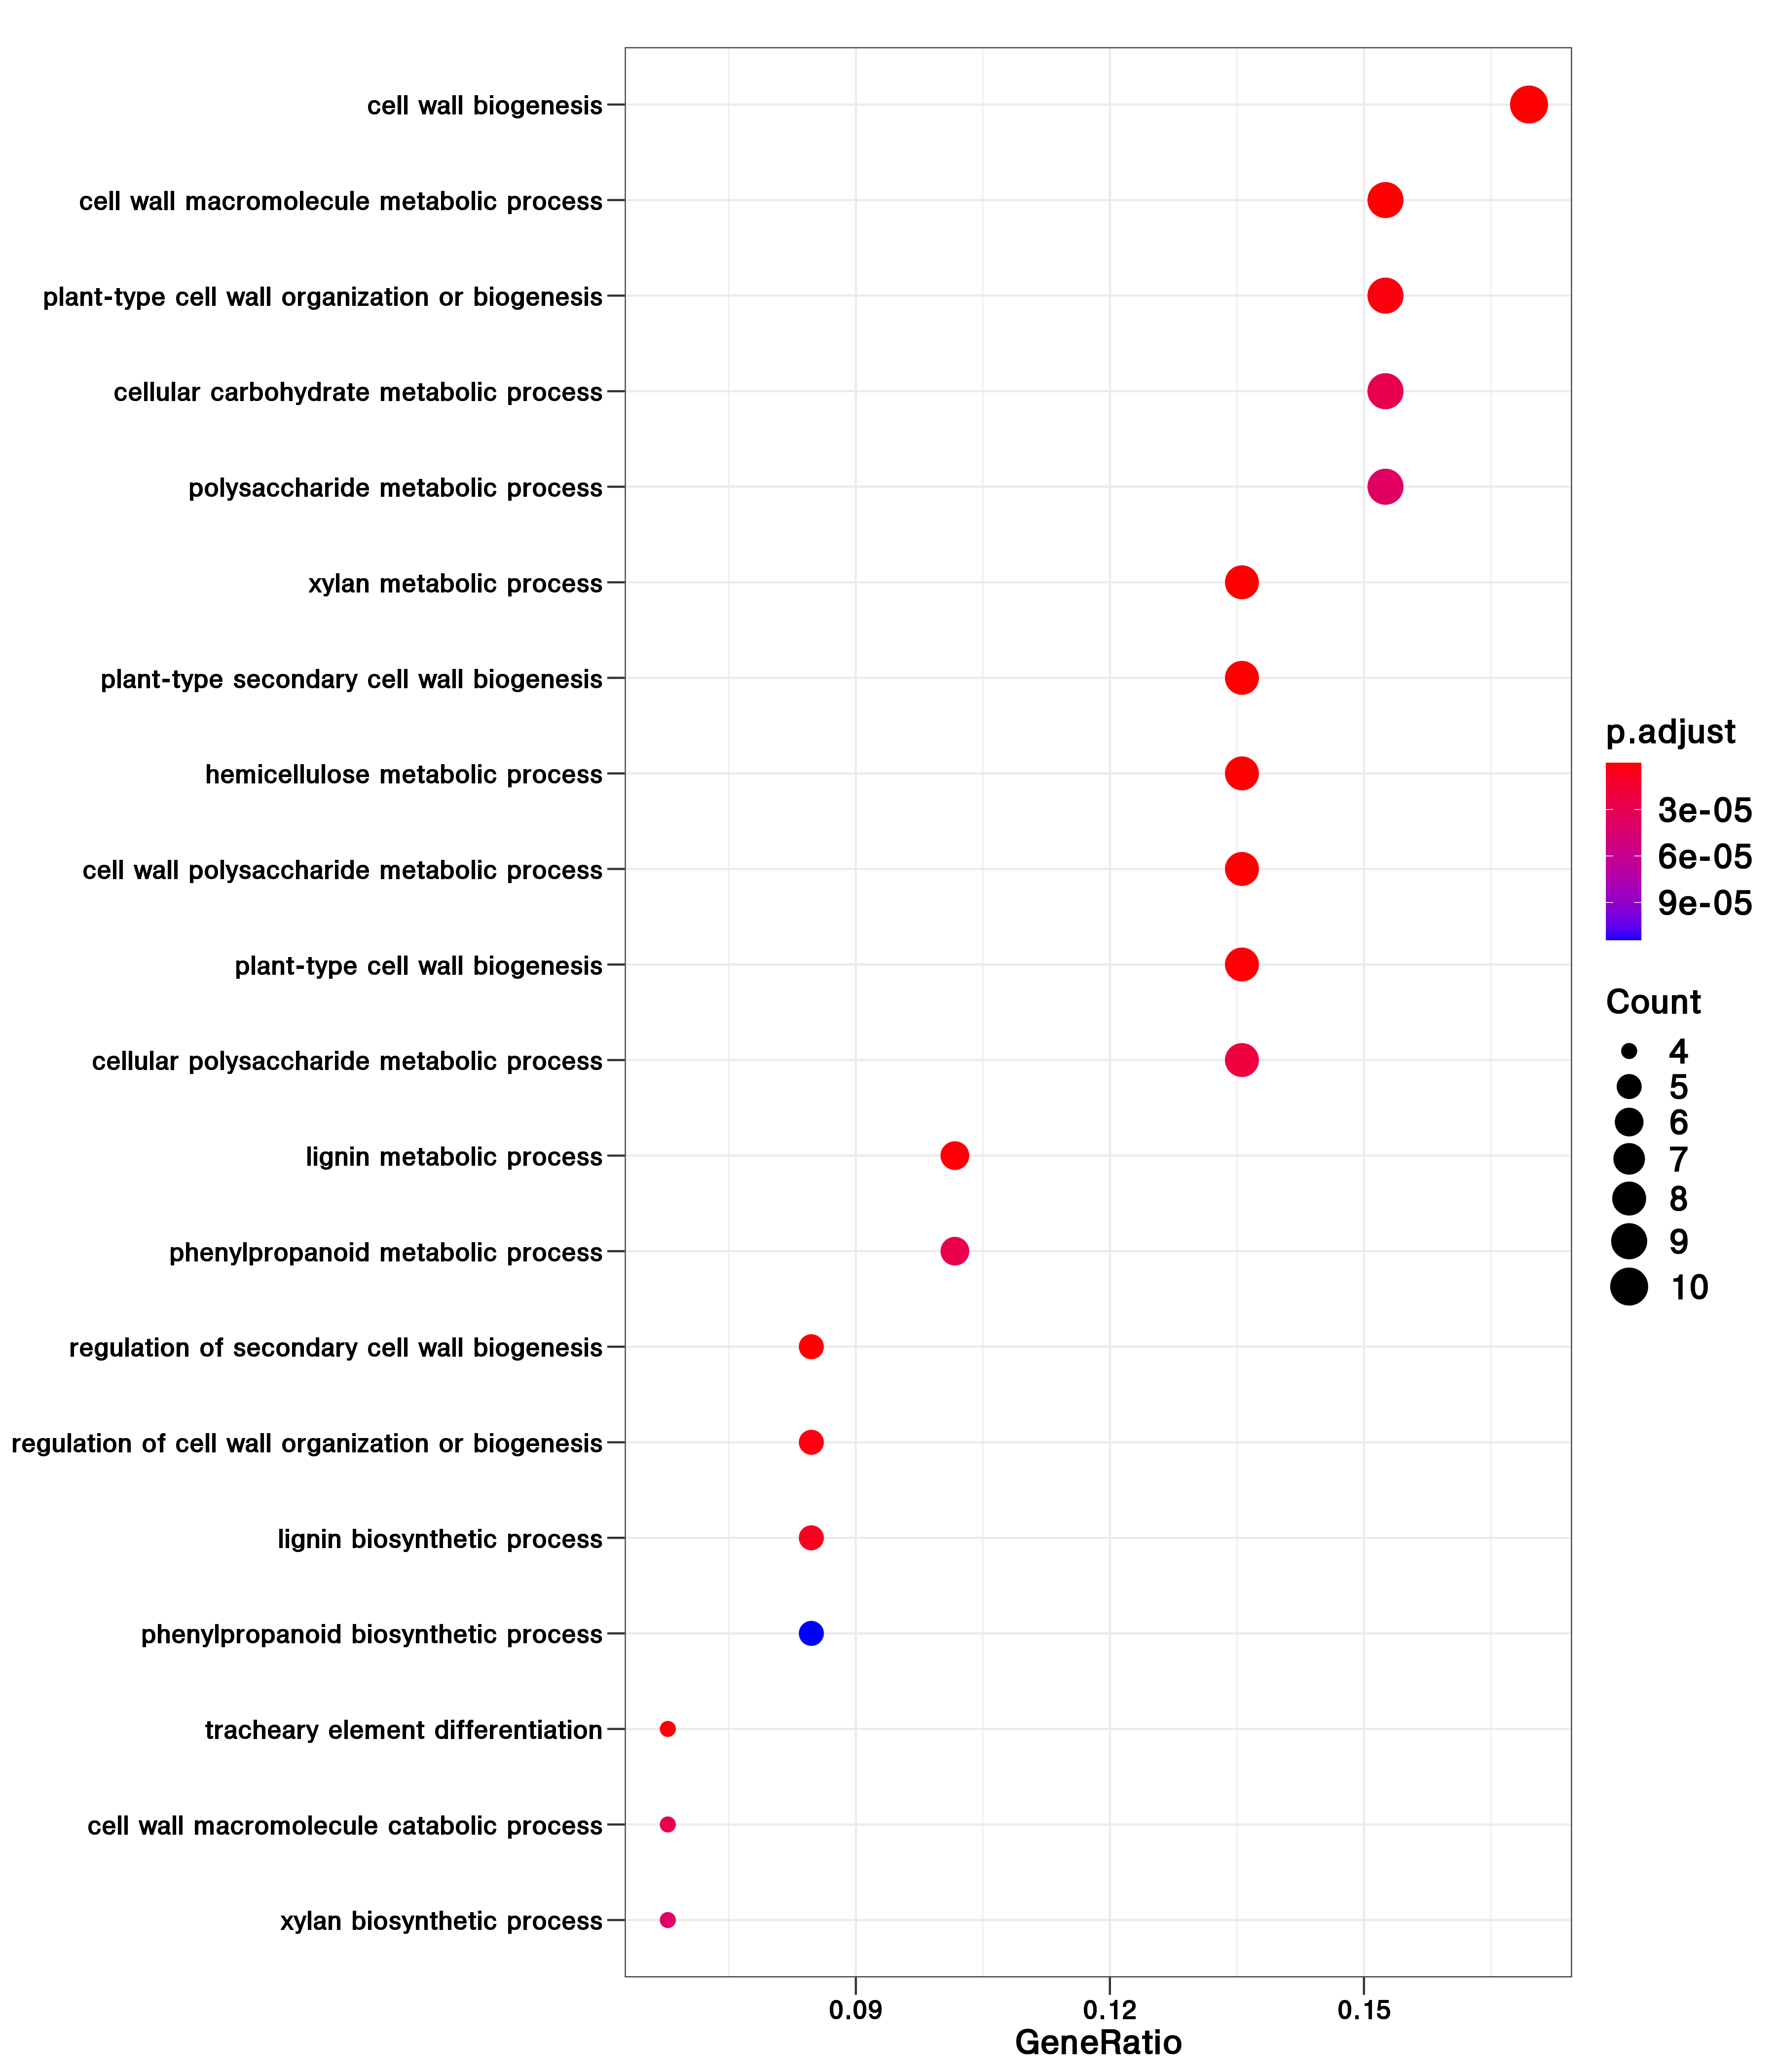 cell wall biogenesis
cell wall macromolecule metabolic process
plant-type cell wall organization or biogenesis
cellular carbohydrate metabolic process
polysaccharide metabolic process
xylan metabolic process
plant-type secondary cell wall biogenesis
hemicellulose metabolic process
cell wall polysaccharide metabolic process
plant-type cell wall biogenesis
cellular polysaccharide metabolic process
lignin metabolic process
phenylpropanoid metabolic process
regulation of secondary cell wall biogenesis
regulation of cell wall organization or biogenesis
lignin biosynthetic process
phenylpropanoid biosynthetic process
tracheary element differentiation
cell wall macromolecule catabolic process
xylan biosynthetic process
0.09 0.12 0.15
GeneRatio
p.adjust
3e-05
6e-05
9e-05
Count
4
5
6
7
8
9
10